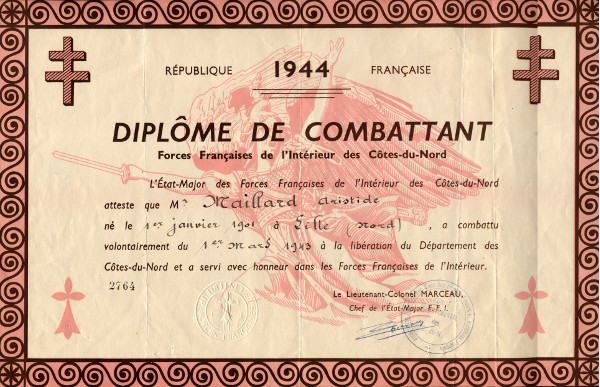 RÉPUBLIQUE 1944 FRANÇAISE
DIPLÔME DE COMBATTANT
Forces Françaises de l'Intérieur des Côtes-du-Nord
L'État-Major des Forces Françaises de l'Intérieur des Côtes-du-Nord
atteste que Mr Maillard Aristide
né le 1er janvier 1901 à Lille (Nord), a combattu
volontairement du 1er Mars 1943 à la libération du Département des
Côtes-du-Nord et a servi avec honneur dans les Forces Françaises de l'Intérieur.
2764
Le Lieutenant-Colonel MARCEAU,
Chef de l'État-Major F.F.I.